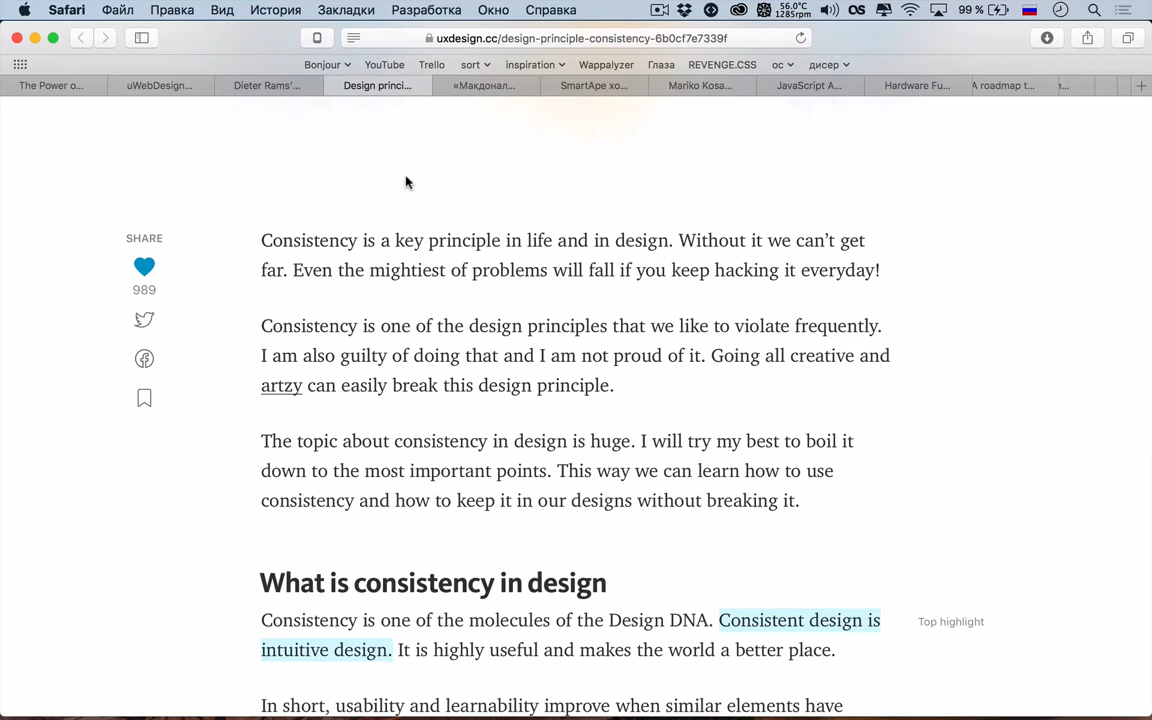 Safari Файл Правка Вид История Закладки Разработка Окно Справка 56.0°C 1285rpm OS 99 %
uxdesign.cc/design-principle-consistency-6b0cf7e7339f
Bonjour YouTube Trello sort inspiration Wappalyzer Глаза REVENGE.CSS ос дисер
The Power o... uWebDesign... Dieter Rams'... Design princi... «Макдонал... SmartApe хо... Mariko Kosa... JavaScript A... Hardware Fu... A roadmap t...
SHARE
989
Consistency is a key principle in life and in design. Without it we can’t get
far. Even the mightiest of problems will fall if you keep hacking it everyday!
Consistency is one of the design principles that we like to violate frequently.
I am also guilty of doing that and I am not proud of it. Going all creative and
artzy can easily break this design principle.
The topic about consistency in design is huge. I will try my best to boil it
down to the most important points. This way we can learn how to use
consistency and how to keep it in our designs without breaking it.
What is consistency in design
Consistency is one of the molecules of the Design DNA. Consistent design is
intuitive design. It is highly useful and makes the world a better place.
Top highlight
In short, usability and learnability improve when similar elements have